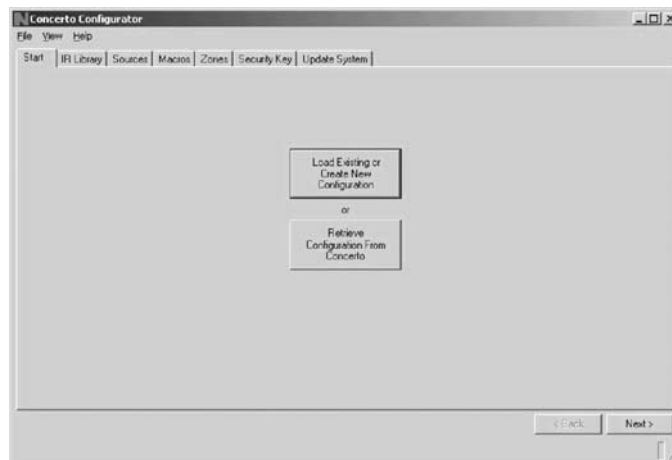 Concerto Configurator
File View Help
Start IR Library Sources Macros Zones Security Key Update System
Load Existing or
Create New
Configuration
or
Retrieve
Configuration From
Concerto
< Back Next >